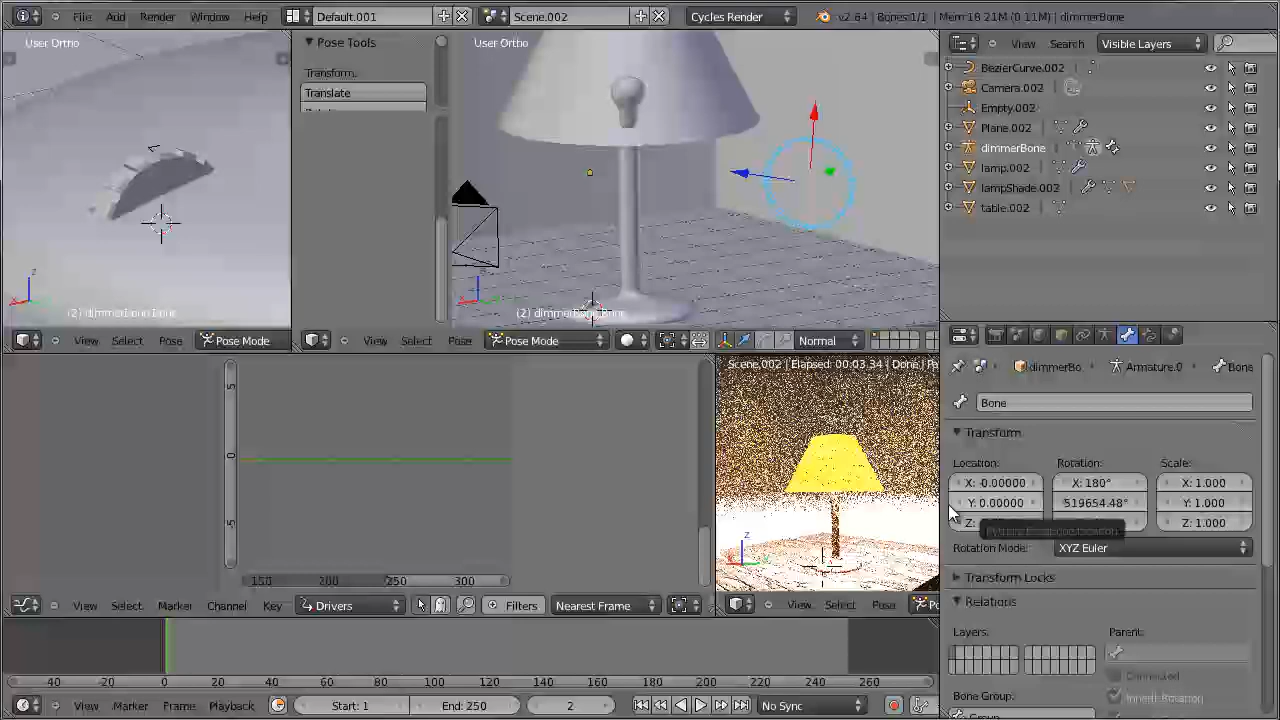 File Add Render Window Help Default.001 Scene.002 Cycles Render v2.64 | Bones:1/1 | Mem:18.21M (0.11M) | dimmerBone
User Ortho
(2) dimmerBone Bone
View Select Pose Pose Mode
Pose Tools
Transform:
Translate
User Ortho
(2) dimmerBone Bone
View Select Pose Pose Mode Normal
View Search Visible Layers
BezierCurve.002
Camera.002
Empty.002
Plane.002
dimmerBone
lamp.002
lampShade.002
table.002
dimmerBo Armature.0 Bone
Bone
Transform
Location: Rotation: Scale:
X: -0.00000 X: 180° X: 1.000
Y: 0.00000 519654.48° Y: 1.000
Z: Z: 1.000
Rotation Mode: XYZ Euler
Transform Locks
Relations
Layers: Parent:
Connected
Bone Group: Inherit Rotation
Group
5
0
-5
150 200 250 300
View Select Marker Channel Key Drivers Filters Nearest Frame
Scene.002 | Elapsed: 00:03.34 | Done | Pa
View Select Pose Po
-40 -20 0 20 40 60 80 100 120 140 160 180 200 220 240 260
View Marker Frame Playback Start: 1 End: 250 2 No Sync